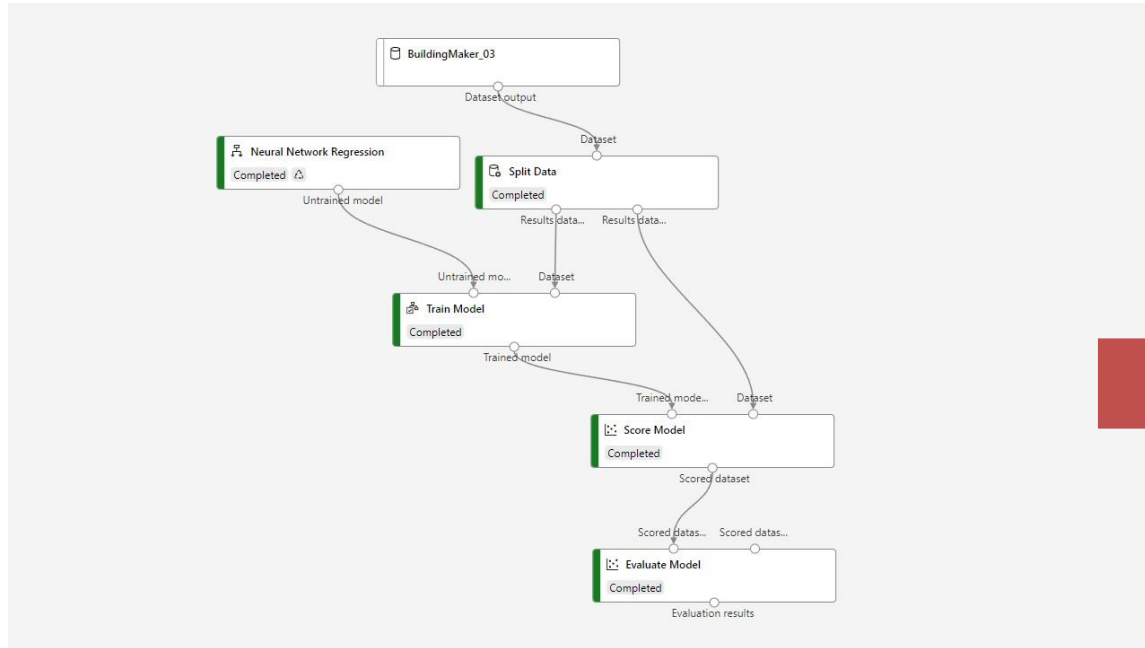 BuildingMaker_03
Dataset output
Dataset
Neural Network Regression
Completed
Untrained model
Split Data
Completed
Results data... Results data...
Untrained mo... Dataset
Train Model
Completed
Trained model
Trained mode... Dataset
Score Model
Completed
Scored dataset
Scored datas... Scored datas...
Evaluate Model
Completed
Evaluation results